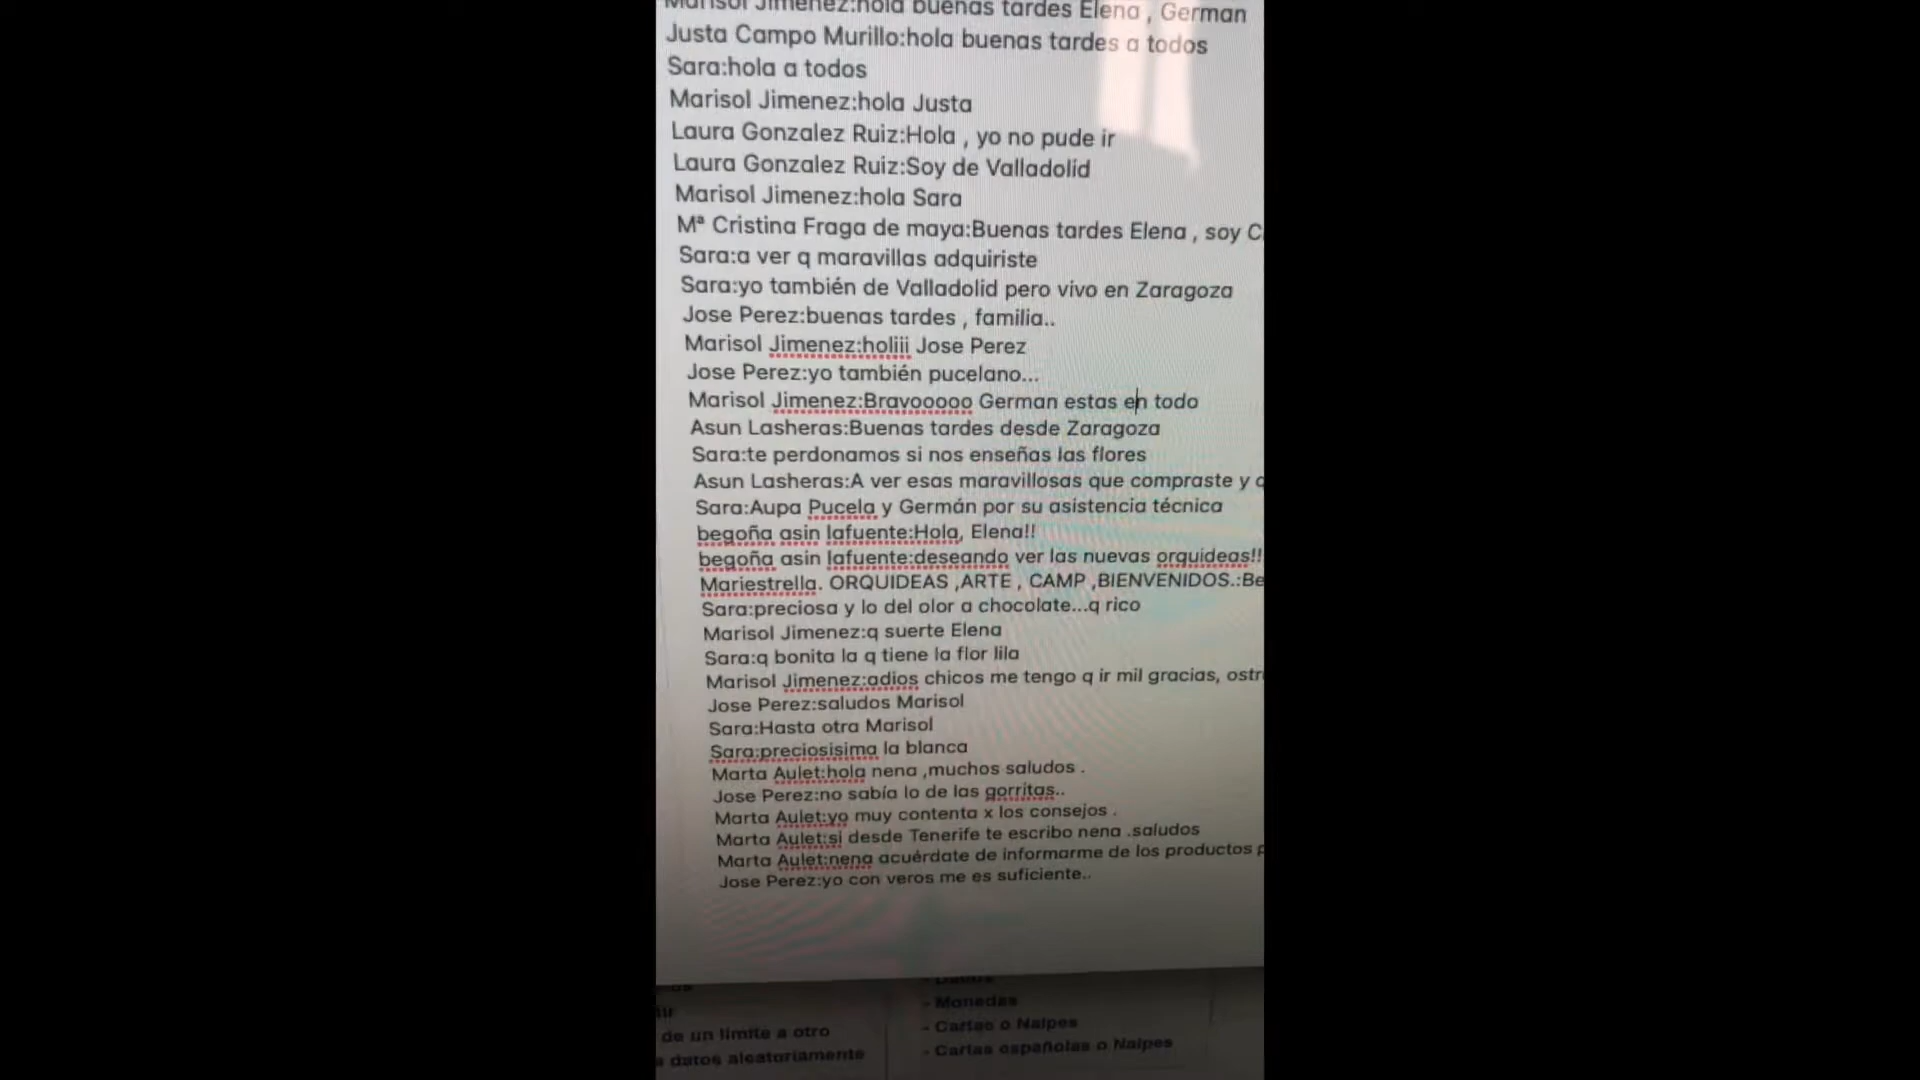 Marisol Jimenez:hola buenas tardes Elena , German
Justa Campo Murillo:hola buenas tardes a todos
Sara:hola a todos
Marisol Jimenez:hola Justa
Laura Gonzalez Ruiz:Hola , yo no pude ir
Laura Gonzalez Ruiz:Soy de Valladolid
Marisol Jimenez:hola Sara
Mª Cristina Fraga de maya:Buenas tardes Elena , soy
Sara:a ver q maravillas adquiriste
Sara:yo también de Valladolid pero vivo en Zaragoza
Jose Perez:buenas tardes , familia..
Marisol Jimenez:holiii Jose Perez
Jose Perez:yo también pucelano...
Marisol Jimenez:Bravooooo German estas en todo
Asun Lasheras:Buenas tardes desde Zaragoza
Sara:te perdonamos si nos enseñas las flores
Asun Lasheras:A ver esas maravillosas que compraste y
Sara:Aupa Pucela y Germán por su asistencia técnica
begoña asin lafuente:Hola, Elena!!
begoña asin lafuente:deseando ver las nuevas orquideas!!
Mariestrella. ORQUIDEAS ,ARTE , CAMP ,BIENVENIDOS.:Be
Sara:preciosa y lo del olor a chocolate...q rico
Marisol Jimenez:q suerte Elena
Sara:q bonita la q tiene la flor lila
Marisol Jimenez:adios chicos me tengo q ir mil gracias, ostr
Jose Perez:saludos Marisol
Sara:Hasta otra Marisol
Sara:preciosisima la blanca
Marta Aulet:hola nena ,muchos saludos .
Jose Perez:no sabía lo de las gorritas..
Marta Aulet:yo muy contenta x los consejos .
Marta Aulet:si desde Tenerife te escribo nena .saludos
Marta Aulet:nena acuérdate de informarme de los productos p
Jose Perez:yo con veros me es suficiente..
- Monedas
de un límite a otro
- Cartas o Naipes
datos aleatoriamente
- Cartas españolas o Naipes